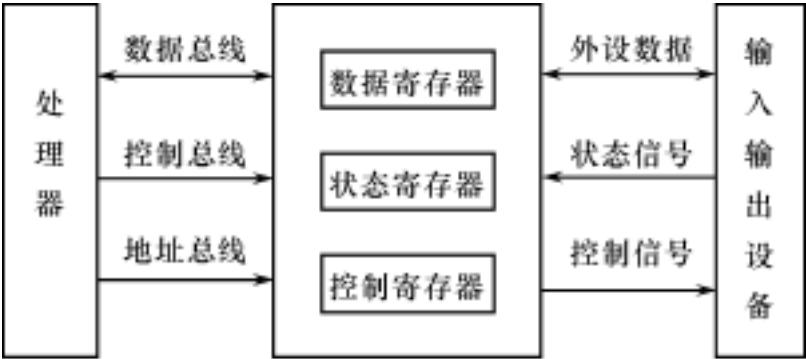 处理器
数据总线
控制总线
地址总线
数据寄存器
状态寄存器
控制寄存器
外设数据
状态信号
控制信号
输入输出设备